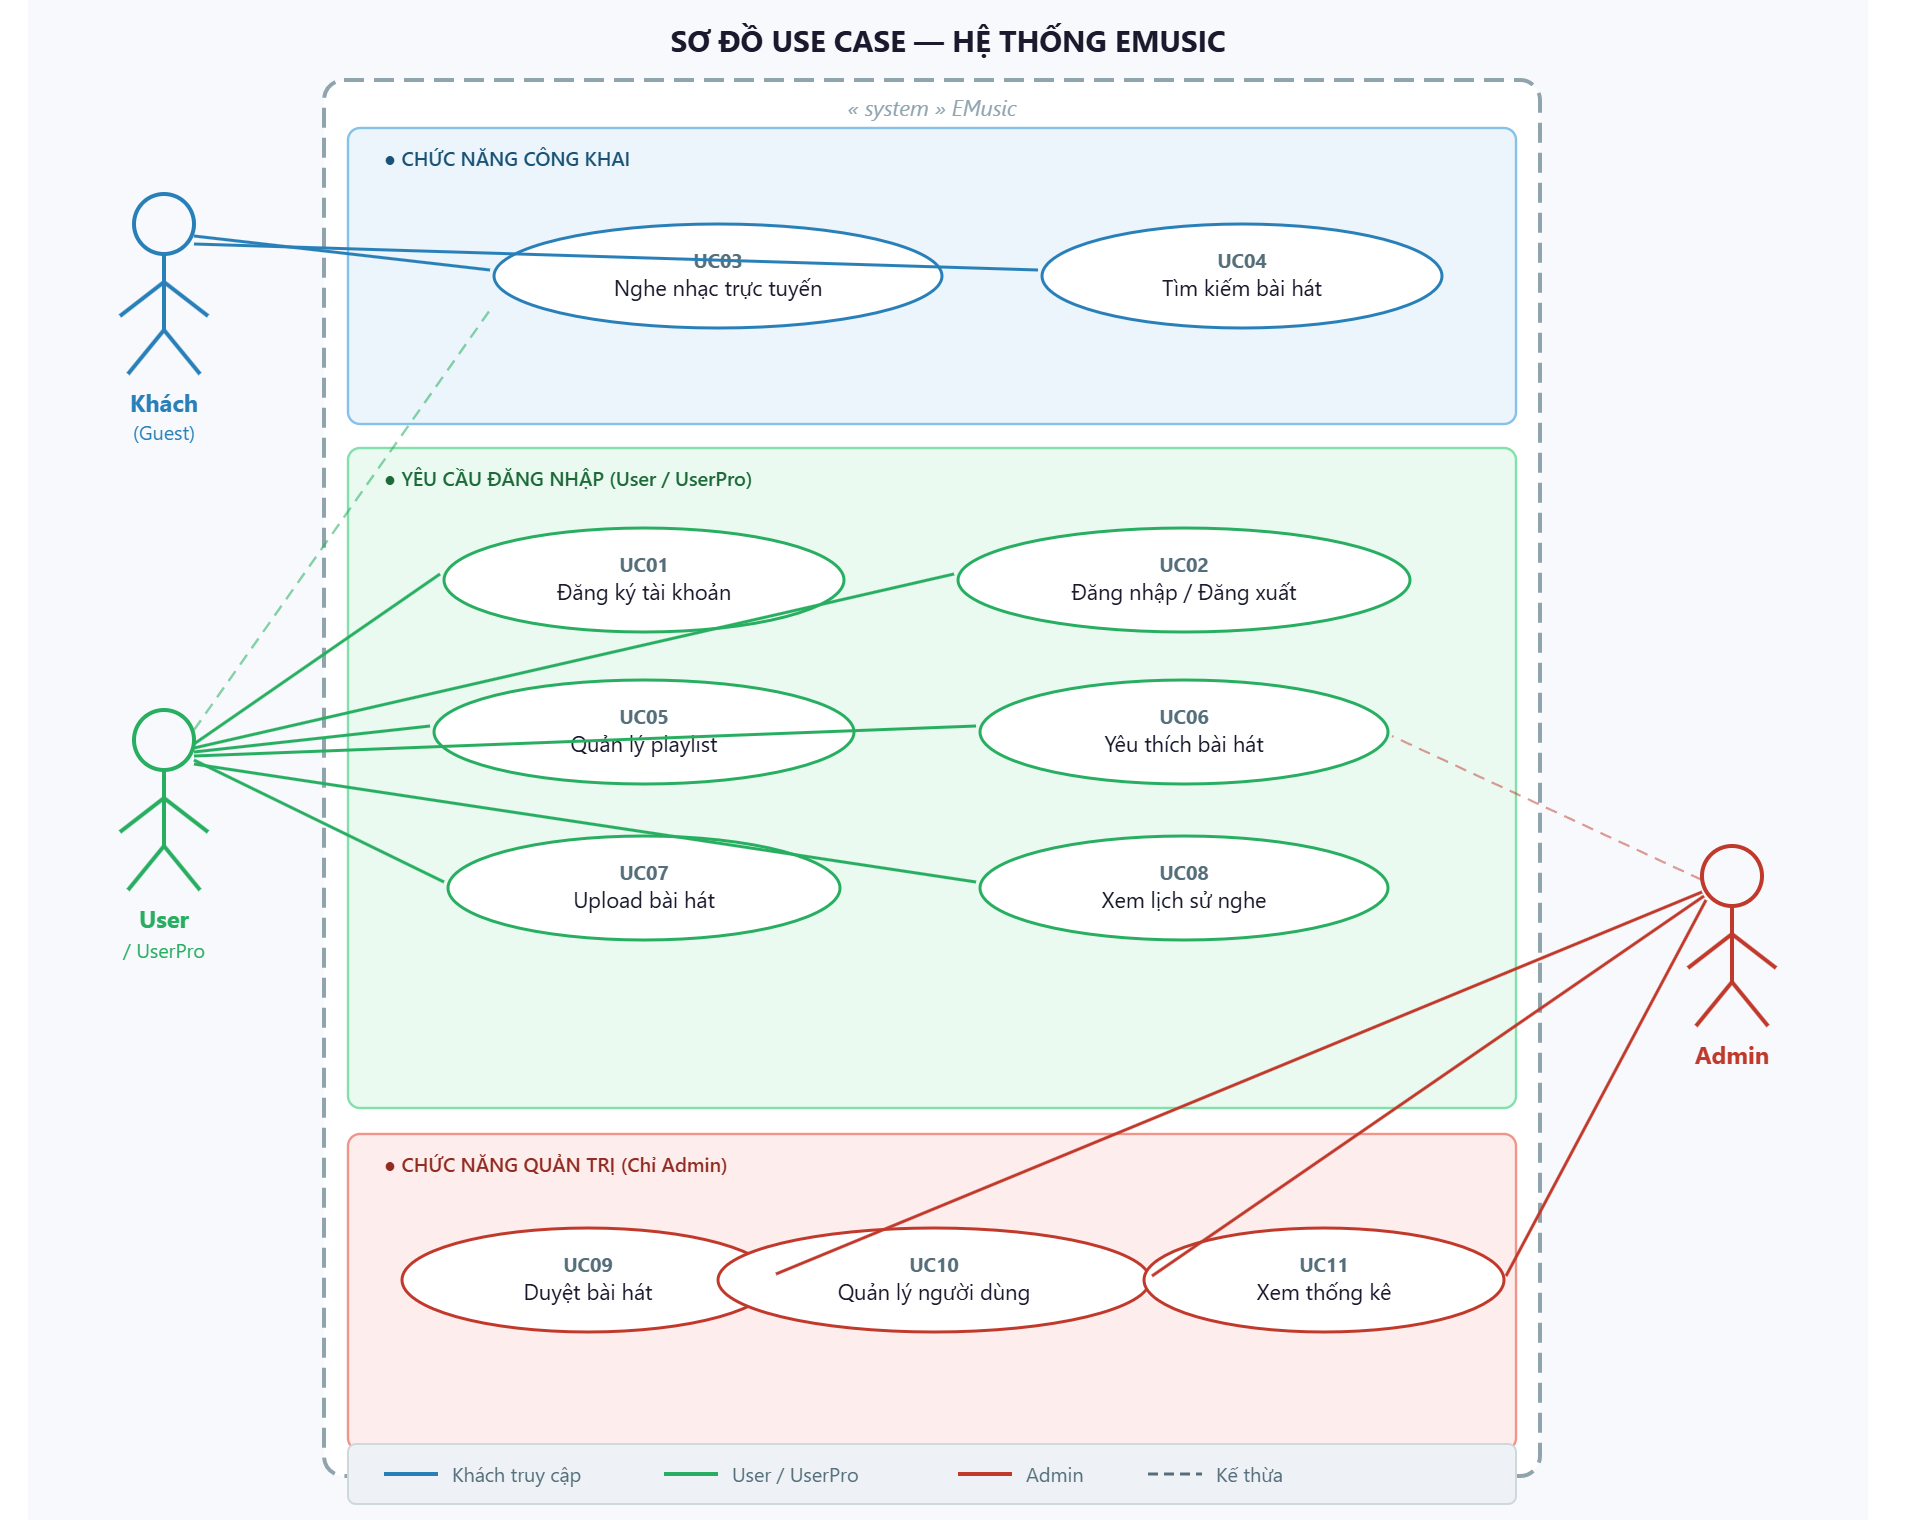 SƠ ĐỒ USE CASE — HỆ THỐNG EMUSIC
« system » EMusic
● CHỨC NĂNG CÔNG KHAI
UC03
Nghe nhạc trực tuyến
UC04
Tìm kiếm bài hát
Khách
(Guest)
● YÊU CẦU ĐĂNG NHẬP (User / UserPro)
UC01
Đăng ký tài khoản
UC02
Đăng nhập / Đăng xuất
UC05
Quản lý playlist
UC06
Yêu thích bài hát
UC07
Upload bài hát
UC08
Xem lịch sử nghe
User
/ UserPro
Admin
● CHỨC NĂNG QUẢN TRỊ (Chỉ Admin)
UC09
Duyệt bài hát
UC10
Quản lý người dùng
UC11
Xem thống kê
Khách truy cập
User / UserPro
Admin
Kế thừa